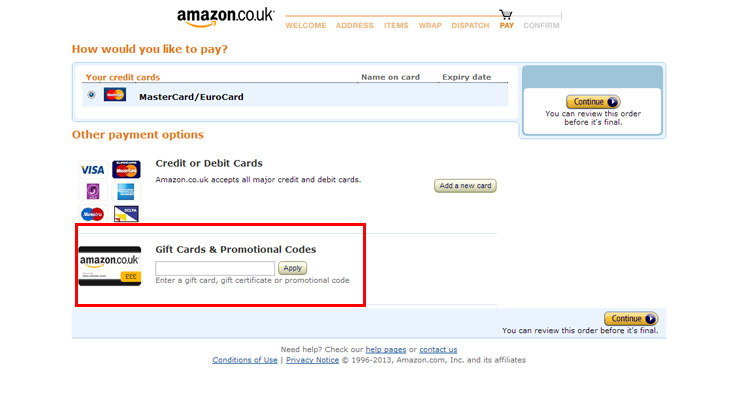 amazon.co.uk
WELCOME ADDRESS ITEMS WRAP DISPATCH PAY CONFIRM
How would you like to pay?
Your credit cards Name on card Expiry date
MasterCard MasterCard/EuroCard
Continue
You can review this order
before it's final.
Other payment options
VISA MasterCard
Credit or Debit Cards
Amazon.co.uk accepts all major credit and debit cards.
Add a new card
Maestro DELTA
Gift Cards & Promotional Codes
amazon.co.uk
£££
Apply
Enter a gift card, gift certificate or promotional code
Continue
You can review this order before it's final.
Need help? Check our help pages or contact us
Conditions of Use | Privacy Notice © 1996-2013, Amazon.com, Inc. and its affiliates